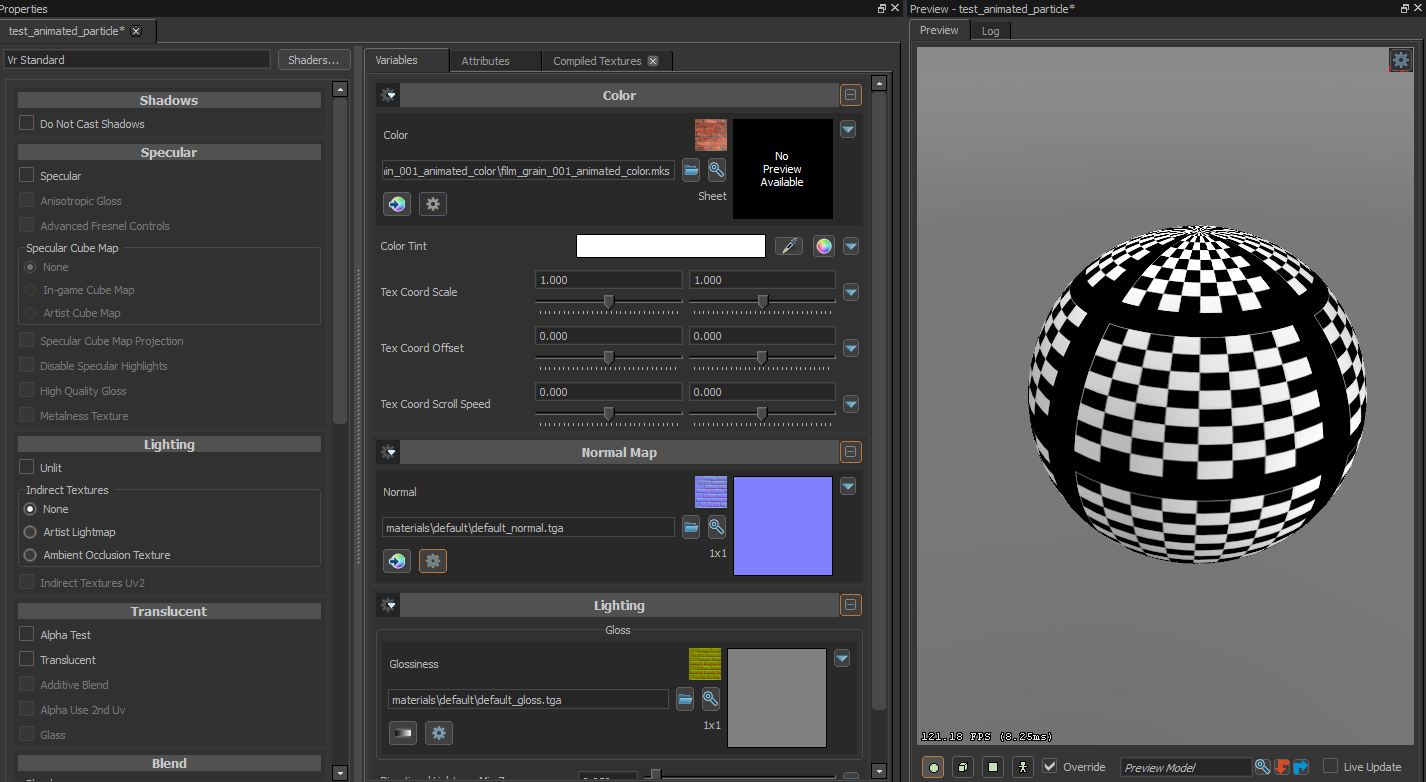 Properties
test_animated_particle*
Vr Standard
Shaders...
Shadows
Do Not Cast Shadows
Specular
Specular
Anisotropic Gloss
Advanced Fresnel Controls
Specular Cube Map
None
In-game Cube Map
Artist Cube Map
Specular Cube Map Projection
Disable Specular Highlights
High Quality Gloss
Metalness Texture
Lighting
Unlit
Indirect Textures
None
Artist Lightmap
Ambient Occlusion Texture
Indirect Textures Uv2
Translucent
Alpha Test
Translucent
Additive Blend
Alpha Use 2nd Uv
Glass
Blend
Variables
Attributes
Compiled Textures
Color
Color
in_001_animated_color\film_grain_001_animated_color.mks
No
Preview
Available
Sheet
Color Tint
Tex Coord Scale
1.000
1.000
Tex Coord Offset
0.000
0.000
Tex Coord Scroll Speed
0.000
0.000
Normal Map
Normal
materials\default\default_normal.tga
1x1
Lighting
Gloss
Glossiness
materials\default\default_gloss.tga
1x1
Preview - test_animated_particle*
Preview
Log
121.18 FPS (8.25ms)
Override
Preview Model
Live Update